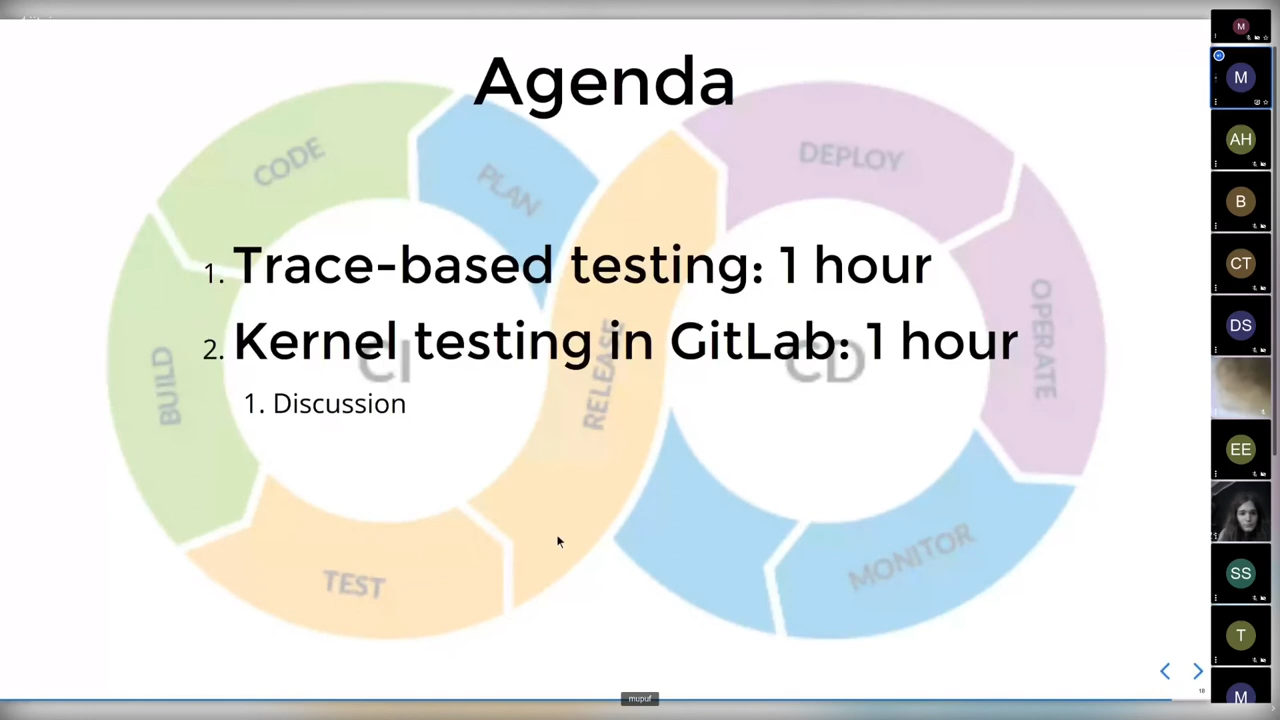 Agenda
CODE
PLAN
DEPLOY
1. Trace-based testing: 1 hour
2. Kernel testing in GitLab: 1 hour
CI
CD
BUILD
RELEASE
OPERATE
1. Discussion
TEST
MONITOR
18
mupuf
M
M
AH
B
CT
DS
EE
SS
T
M